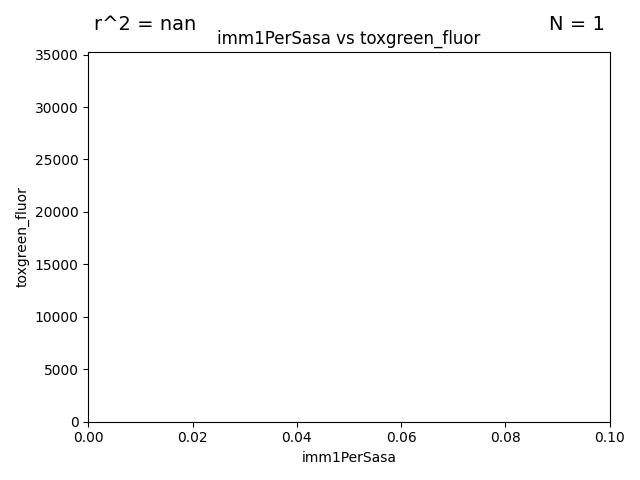 r^2 = nan
N = 1
imm1PerSasa vs toxgreen_fluor
35000
30000
25000
20000
15000
10000
5000
0
toxgreen_fluor
0.00 0.02 0.04 0.06 0.08 0.10
imm1PerSasa